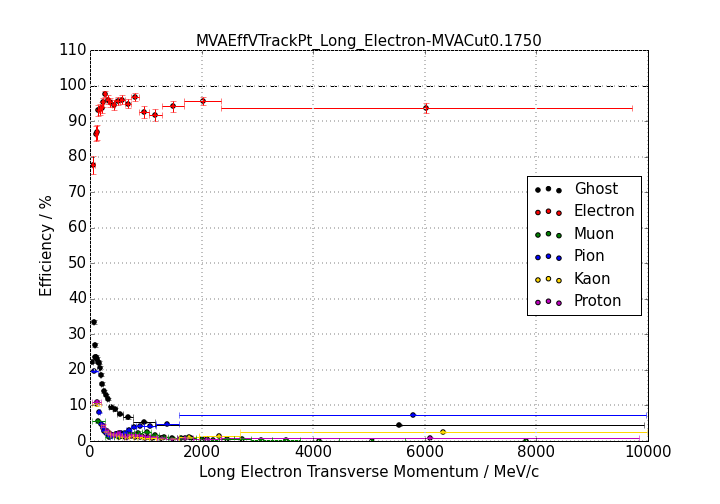 MVAEffVTrackPt_Long_Electron-MVACut0.1750
110
100
90
80
70
60
50
40
30
20
10
0
Efficiency / %
Ghost
Electron
Muon
Pion
Kaon
Proton
0 2000 4000 6000 8000 10000
Long Electron Transverse Momentum / MeV/c